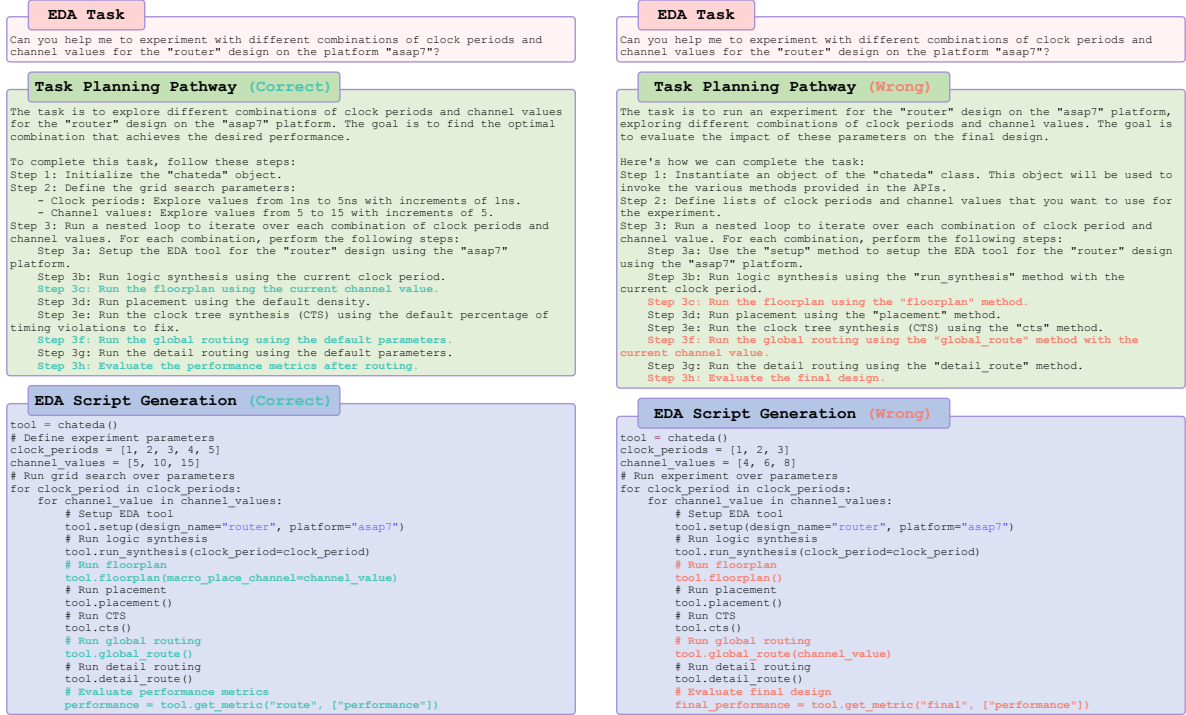 EDA Task
Can you help me to experiment with different combinations of clock periods and
channel values for the "router" design on the platform "asap7"?
Task Planning Pathway (Correct)
The task is to explore different combinations of clock periods and channel values
for the "router" design on the "asap7" platform. The goal is to find the optimal
combination that achieves the desired performance.
To complete this task, follow these steps:
Step 1: Initialize the "chateda" object.
Step 2: Define the grid search parameters:
- Clock periods: Explore values from 1ns to 5ns with increments of 1ns.
- Channel values: Explore values from 5 to 15 with increments of 5.
Step 3: Run a nested loop to iterate over each combination of clock periods and
channel values. For each combination, perform the following steps:
Step 3a: Setup the EDA tool for the "router" design using the "asap7"
platform.
Step 3b: Run logic synthesis using the current clock period.
Step 3c: Run the floorplan using the current channel value.
Step 3d: Run placement using the default density.
Step 3e: Run the clock tree synthesis (CTS) using the default percentage of
timing violations to fix.
Step 3f: Run the global routing using the default parameters.
Step 3g: Run the detail routing using the default parameters.
Step 3h: Evaluate the performance metrics after routing.
EDA Script Generation (Correct)
tool = chateda()
# Define experiment parameters
clock_periods = [1, 2, 3, 4, 5]
channel_values = [5, 10, 15]
# Run grid search over parameters
for clock_period in clock_periods:
for channel_value in channel_values:
# Setup EDA tool
tool.setup(design_name="router", platform="asap7")
# Run logic synthesis
tool.run_synthesis(clock_period=clock_period)
# Run floorplan
tool.floorplan(macro_place_channel=channel_value)
# Run placement
tool.placement()
# Run CTS
tool.cts()
# Run global routing
tool.global_route()
# Run detail routing
tool.detail_route()
# Evaluate performance metrics
performance = tool.get_metric("route", ["performance"])
EDA Task
Can you help me to experiment with different combinations of clock periods and
channel values for the "router" design on the platform "asap7"?
Task Planning Pathway (Wrong)
The task is to run an experiment for the "router" design on the "asap7" platform,
exploring different combinations of clock periods and channel values. The goal is
to evaluate the impact of these parameters on the final design.
Here's how we can complete the task:
Step 1: Instantiate an object of the "chateda" class. This object will be used to
invoke the various methods provided in the APIs.
Step 2: Define lists of clock periods and channel values that you want to use for
the experiment.
Step 3: Run a nested loop to iterate over each combination of clock period and
channel value. For each combination, perform the following steps:
Step 3a: Use the "setup" method to setup the EDA tool for the "router" design
using the "asap7" platform.
Step 3b: Run logic synthesis using the "run_synthesis" method with the
current clock period.
Step 3c: Run the floorplan using the "floorplan" method.
Step 3d: Run placement using the "placement" method.
Step 3e: Run the clock tree synthesis (CTS) using the "cts" method.
Step 3f: Run the global routing using the "global_route" method with the
current channel value.
Step 3g: Run the detail routing using the "detail_route" method.
Step 3h: Evaluate the final design.
EDA Script Generation (Wrong)
tool = chateda()
clock_periods = [1, 2, 3]
channel_values = [4, 6, 8]
# Run experiment over parameters
for clock_period in clock_periods:
for channel_value in channel_values:
# Setup EDA tool
tool.setup(design_name="router", platform="asap7")
# Run logic synthesis
tool.run_synthesis(clock_period=clock_period)
# Run floorplan
tool.floorplan()
# Run placement
tool.placement()
# Run CTS
tool.cts()
# Run global routing
tool.global_route(channel_value)
# Run detail routing
tool.detail_route()
# Evaluate final design
final_performance = tool.get_metric("final", ["performance"])